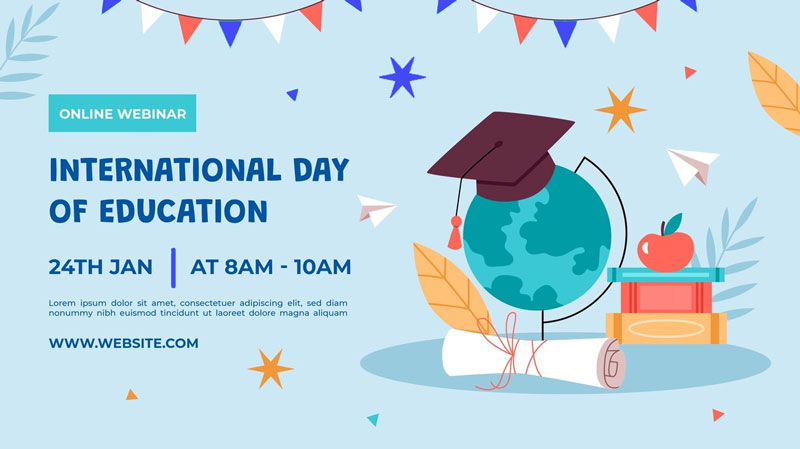 ONLINE WEBINAR
INTERNATIONAL DAY
OF EDUCATION
24TH JAN | AT 8AM - 10AM
Lorem ipsum dolor sit amet, consectetuer adipiscing elit, sed diam
nonummy nibh euismod tincidunt ut laoreet dolore magna aliquam
WWW.WEBSITE.COM